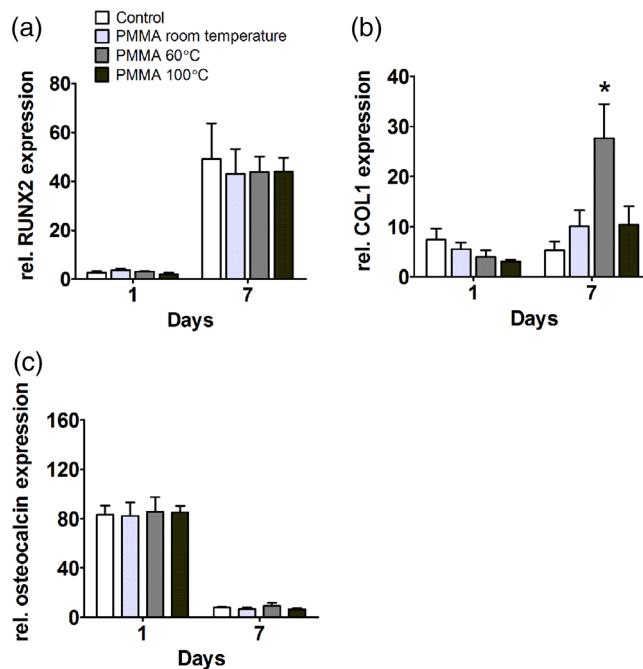 (a)
Control
PMMA room temperature
PMMA 60°C
PMMA 100°C
rel. RUNX2 expression
80
60
40
20
0
1 7
Days
(b)
rel. COL1 expression
40
30
20
10
0
*
1 7
Days
(c)
rel. osteocalcin expression
160
120
80
40
0
1 7
Days